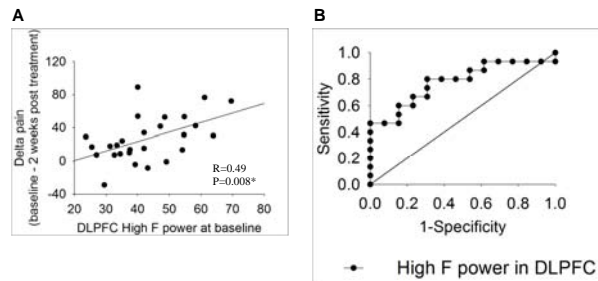 A
Delta pain
(baseline - 2 weeks post treatment)
120
80
40
0
-40
20 30 40 50 60 70 80
DLPFC High F power at baseline
R=0.49
P=0.008*
B
Sensitivity
1.0
0.8
0.6
0.4
0.2
0.0
0.0 0.2 0.4 0.6 0.8 1.0
1-Specificity
High F power in DLPFC